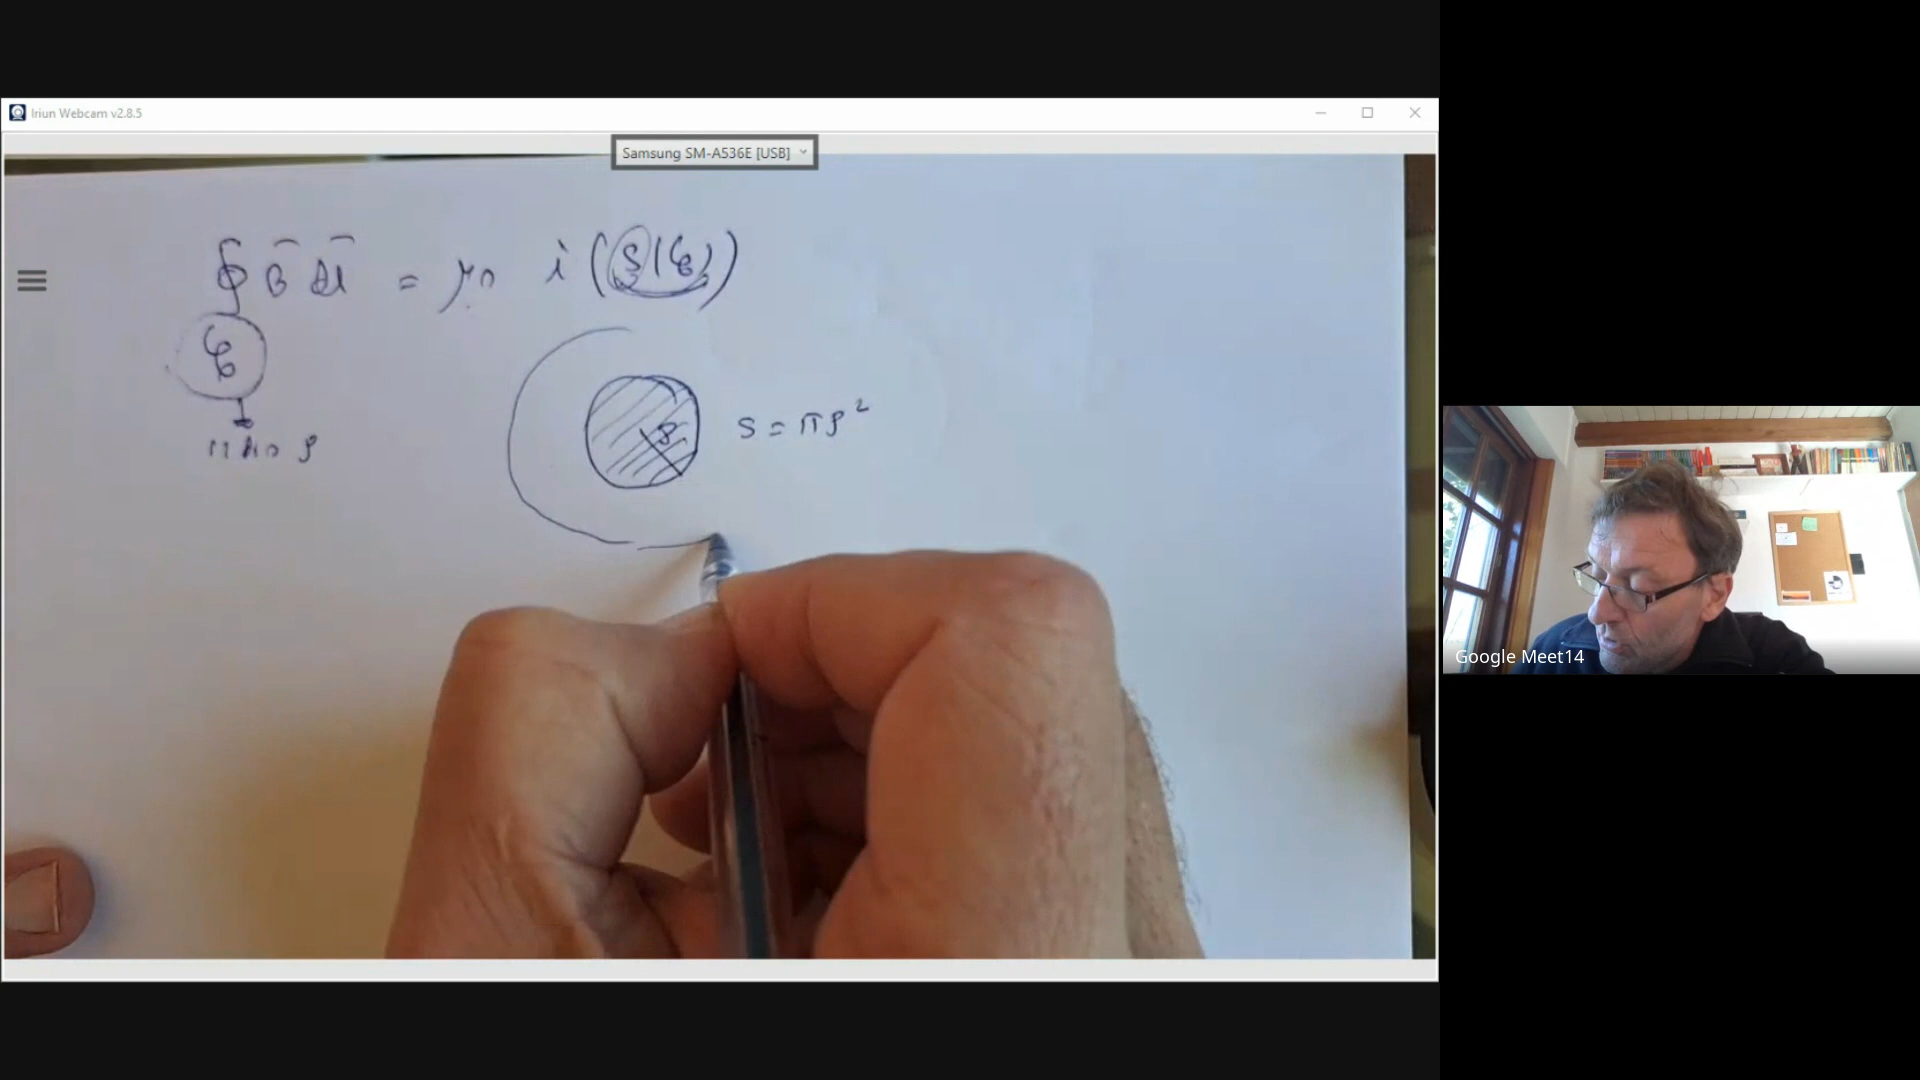 Iriun Webcam v2.8.5
Samsung SM-A536E [USB]
∮ B dl = μ0 i (S(C))
C
ρ
ρ
S = πρ²
Google Meet14